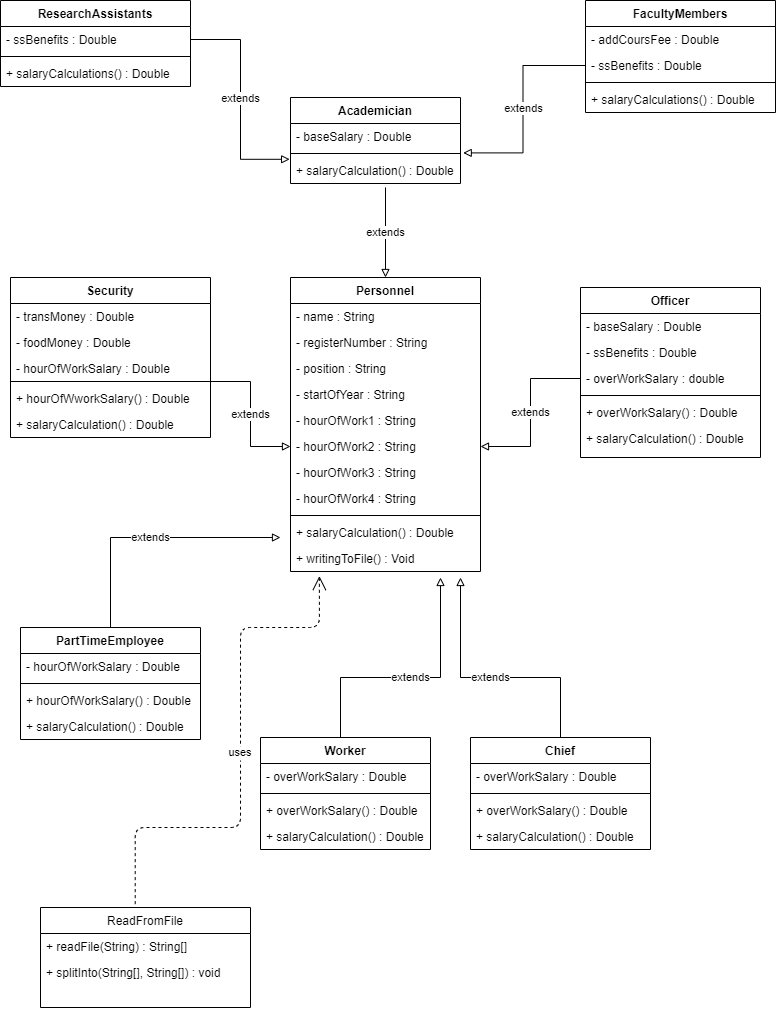 ResearchAssistants
- ssBenefits : Double
+ salaryCalculations() : Double
FacultyMembers
- addCoursFee : Double
- ssBenefits : Double
+ salaryCalculations() : Double
extends
extends
Academician
- baseSalary : Double
+ salaryCalculation() : Double
extends
Security
- transMoney : Double
- foodMoney : Double
- hourOfWorkSalary : Double
+ hourOfWworkSalary() : Double
+ salaryCalculation() : Double
extends
Personnel
- name : String
- registerNumber : String
- position : String
- startOfYear : String
- hourOfWork1 : String
- hourOfWork2 : String
- hourOfWork3 : String
- hourOfWork4 : String
+ salaryCalculation() : Double
+ writingToFile() : Void
extends
Officer
- baseSalary : Double
- ssBenefits : Double
- overWorkSalary : double
+ overWorkSalary() : Double
+ salaryCalculation() : Double
extends
PartTimeEmployee
- hourOfWorkSalary : Double
+ hourOfWorkSalary() : Double
+ salaryCalculation() : Double
extends
extends
uses
Worker
- overWorkSalary : Double
+ overWorkSalary() : Double
+ salaryCalculation() : Double
Chief
- overWorkSalary : Double
+ overWorkSalary() : Double
+ salaryCalculation() : Double
ReadFromFile
+ readFile(String) : String[]
+ splitInto(String[], String[]) : void